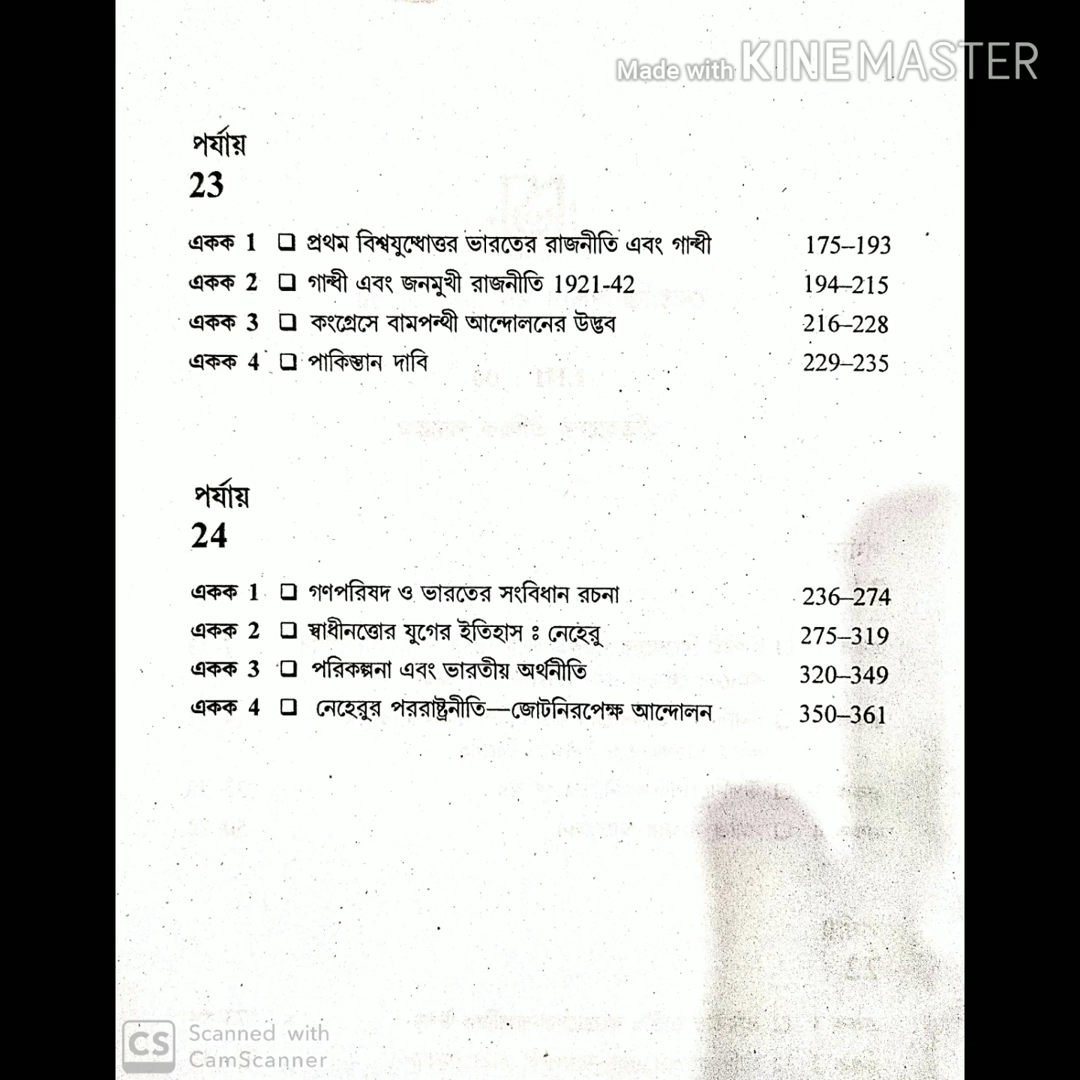 Made with KINEMASTER
পর্যায়
23
একক 1 ❑ প্রথম বিশ্বযুদ্ধোত্তর ভারতের রাজনীতি এবং গান্ধী 175–193
একক 2 ❑ গান্ধী এবং জনমুখী রাজনীতি 1921-42 194–215
একক 3 ❑ কংগ্রেসে বামপন্থী আন্দোলনের উদ্ভব 216–228
একক 4 ❑ পাকিস্তান দাবি 229–235
পর্যায়
24
একক 1 ❑ গণপরিষদ ও ভারতের সংবিধান রচনা 236–274
একক 2 ❑ স্বাধীনত্তোর যুগের ইতিহাস ঃ নেহেরু 275–319
একক 3 ❑ পরিকল্পনা এবং ভারতীয় অর্থনীতি 320–349
একক 4 ❑ নেহেরুর পররাষ্ট্রনীতি—জোটনিরপেক্ষ আন্দোলন 350–361
CS Scanned with
CamScanner